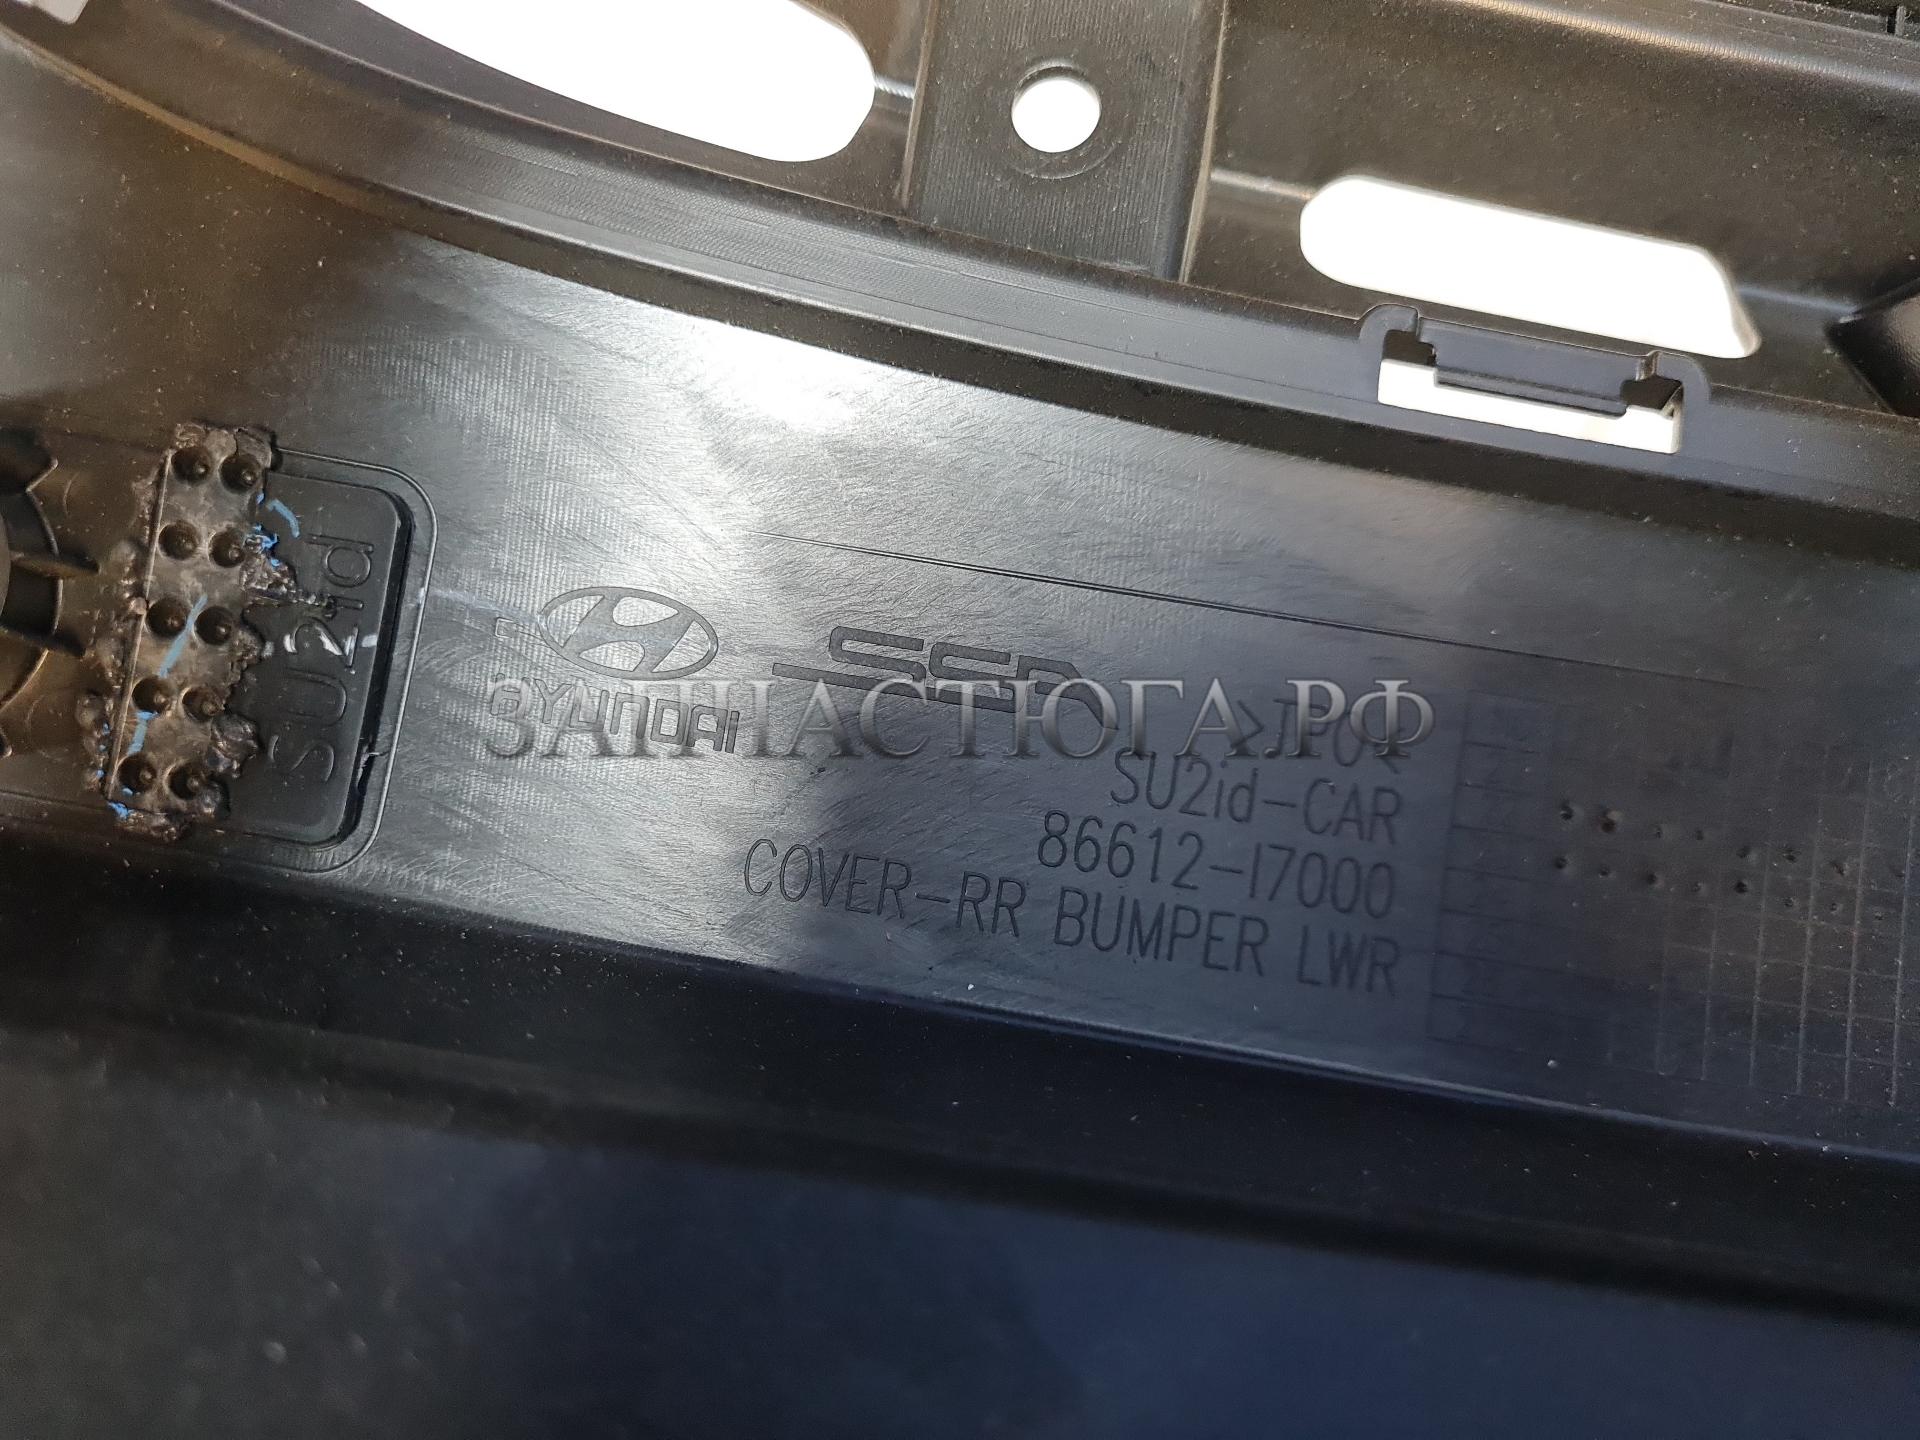 SU2id
HYUNDAI
ЗАПЧАСТЮГА.РФ
SU2id-CAR
86612-I7000
COVER-RR BUMPER LWR